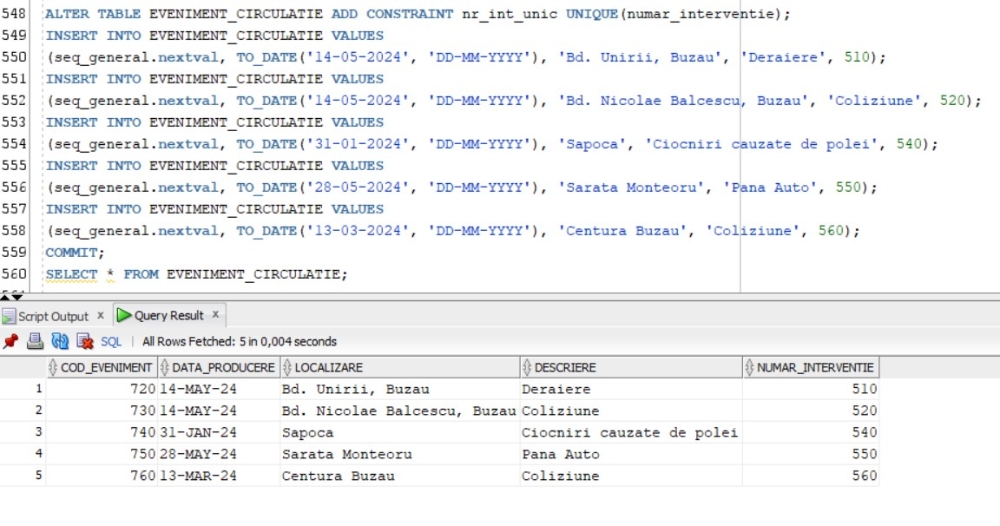 548 ALTER TABLE EVENIMENT_CIRCULATIE ADD CONSTRAINT nr_int_unic UNIQUE(numar_interventie);
549 INSERT INTO EVENIMENT_CIRCULATIE VALUES
550 (seq_general.nextval, TO_DATE('14-05-2024', 'DD-MM-YYYY'), 'Bd. Unirii, Buzau', 'Deraiere', 510);
551 INSERT INTO EVENIMENT_CIRCULATIE VALUES
552 (seq_general.nextval, TO_DATE('14-05-2024', 'DD-MM-YYYY'), 'Bd. Nicolae Balcescu, Buzau', 'Coliziune', 520);
553 INSERT INTO EVENIMENT_CIRCULATIE VALUES
554 (seq_general.nextval, TO_DATE('31-01-2024', 'DD-MM-YYYY'), 'Sapoca', 'Ciocniri cauzate de polei', 540);
555 INSERT INTO EVENIMENT_CIRCULATIE VALUES
556 (seq_general.nextval, TO_DATE('28-05-2024', 'DD-MM-YYYY'), 'Sarata Monteoru', 'Pana Auto', 550);
557 INSERT INTO EVENIMENT_CIRCULATIE VALUES
558 (seq_general.nextval, TO_DATE('13-03-2024', 'DD-MM-YYYY'), 'Centura Buzau', 'Coliziune', 560);
559 COMMIT;
560 SELECT * FROM EVENIMENT_CIRCULATIE;
Script Output x Query Result x
SQL | All Rows Fetched: 5 in 0,004 seconds
COD_EVENIMENT DATA_PRODUCERE LOCALIZARE DESCRIERE NUMAR_INTERVENTIE
1 720 14-MAY-24 Bd. Unirii, Buzau Deraiere 510
2 730 14-MAY-24 Bd. Nicolae Balcescu, Buzau Coliziune 520
3 740 31-JAN-24 Sapoca Ciocniri cauzate de polei 540
4 750 28-MAY-24 Sarata Monteoru Pana Auto 550
5 760 13-MAR-24 Centura Buzau Coliziune 560